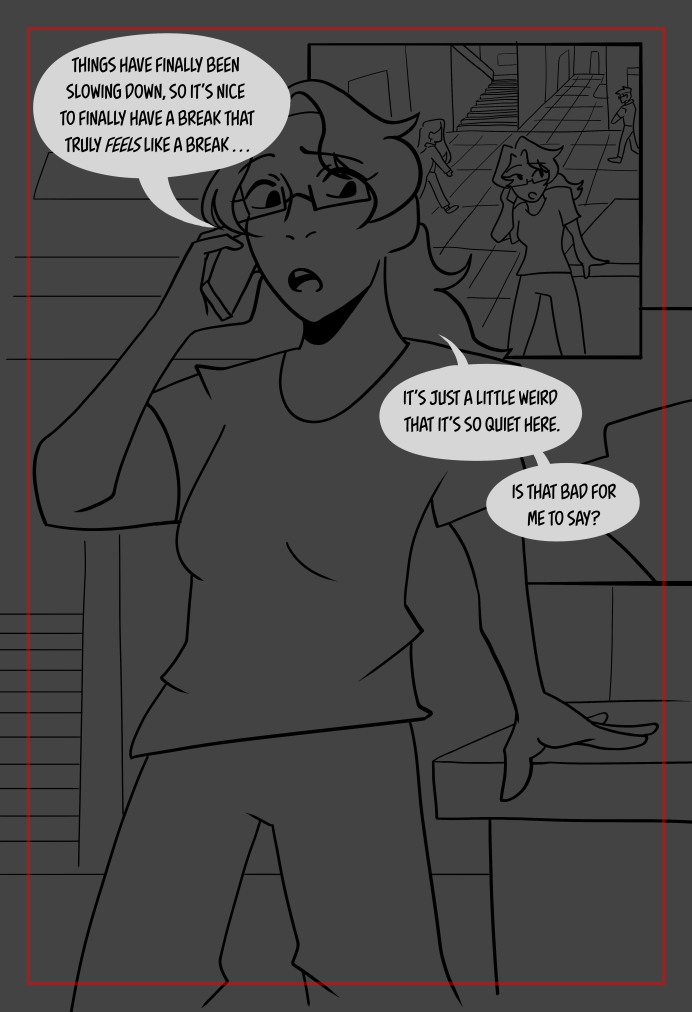 THINGS HAVE FINALLY BEEN
SLOWING DOWN, SO IT'S NICE
TO FINALLY HAVE A BREAK THAT
TRULY FEELS LIKE A BREAK . . .
IT'S JUST A LITTLE WEIRD
THAT IT'S SO QUIET HERE.
IS THAT BAD FOR
ME TO SAY?